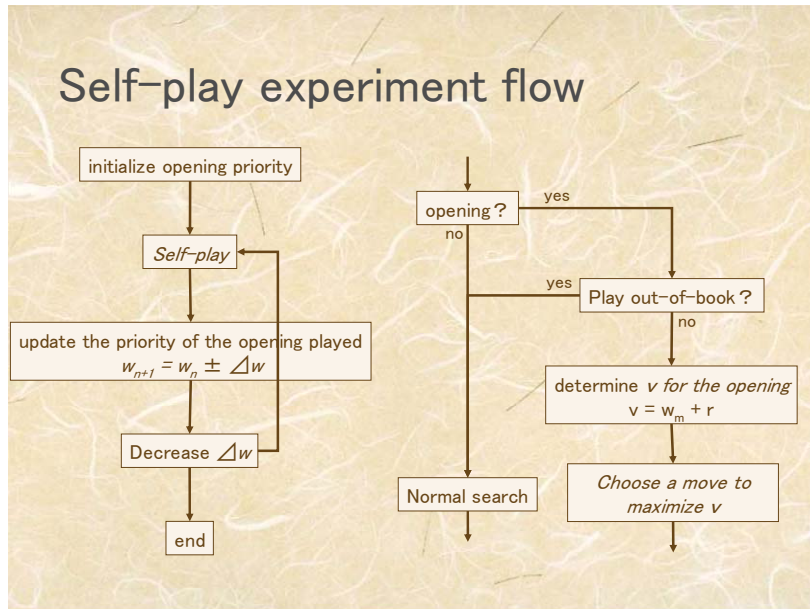 Self-play experiment flow
initialize opening priority
Self-play
update the priority of the opening played
wn+1 = wn ± ⊿w
Decrease ⊿w
end
opening？
yes
no
Play out-of-book？
yes
no
determine v for the opening
v = wm + r
Normal search
Choose a move to
maximize v